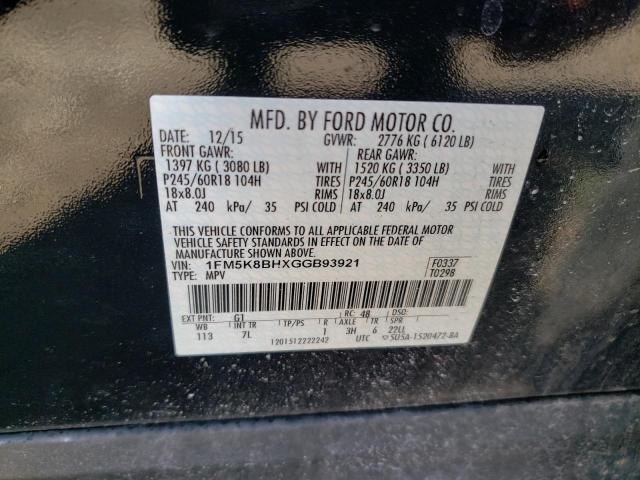 MFD. BY FORD MOTOR CO.
DATE: 12/15 GVWR: 2776 KG ( 6120 LB)
FRONT GAWR: REAR GAWR:
1397 KG ( 3080 LB) WITH 1520 KG ( 3350 LB) WITH
P245/60R18 104H TIRES P245/60R18 104H TIRES
18x8.0J RIMS 18x8.0J RIMS
AT 240 kPa/ 35 PSI COLD AT 240 kPa/ 35 PSI COLD
THIS VEHICLE CONFORMS TO ALL APPLICABLE FEDERAL MOTOR
VEHICLE SAFETY STANDARDS IN EFFECT ON THE DATE OF
MANUFACTURE SHOWN ABOVE.
VIN: 1FM5K8BHXGGB93921 F0337
TYPE: MPV T0298
EXT PNT: G1 RC: 48 DSO:
WB INT TR TP/PS R AXLE TR SPR
113 7L 1 3H 6 22LL
1201512222242 UTC 5U5A-1520472-BA